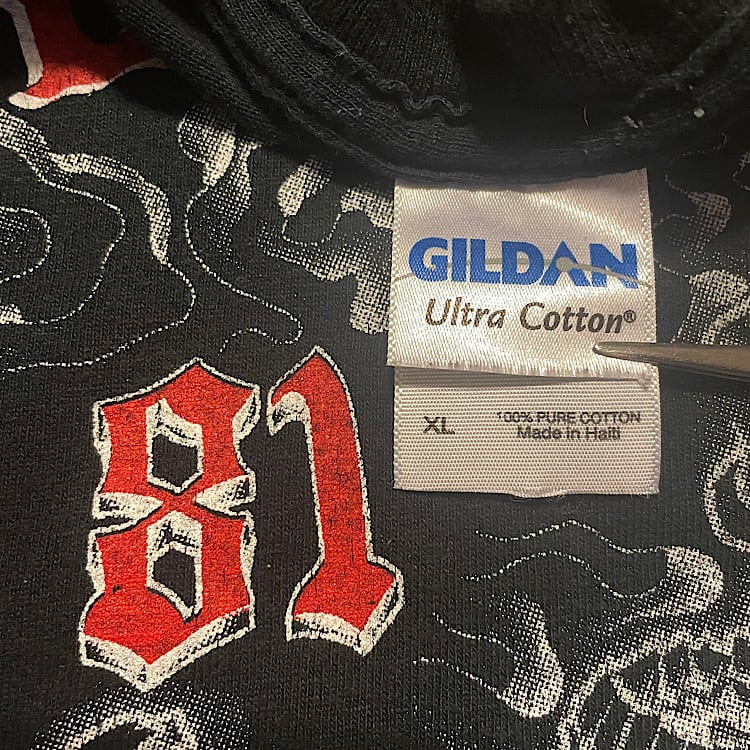 GILDAN
Ultra Cotton®
XL
100% PURE COTTON
Made in Haiti
81